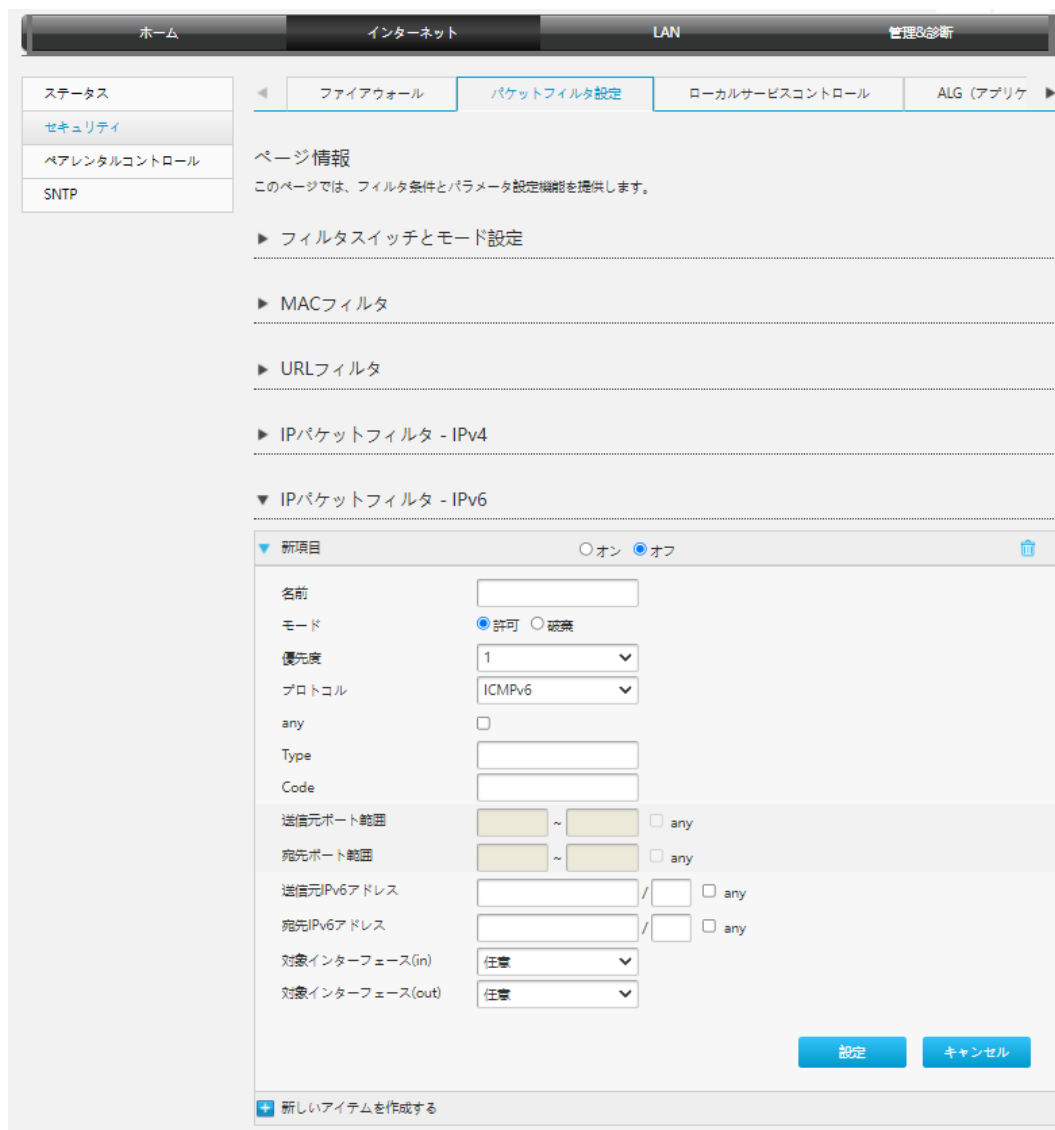 ホーム インターネット LAN 管理&診断
ステータス
セキュリティ
ペアレンタルコントロール
SNTP
ファイアウォール パケットフィルタ設定 ローカルサービスコントロール ALG（アプリケ
ページ情報
このページでは、フィルタ条件とパラメータ設定機能を提供します。
フィルタスイッチとモード設定
MACフィルタ
URLフィルタ
IPパケットフィルタ - IPv4
IPパケットフィルタ - IPv6
新項目 オン オフ
名前
モード 許可 破棄
優先度 1
プロトコル ICMPv6
any
Type
Code
送信元ポート範囲 ~ any
宛先ポート範囲 ~ any
送信元IPv6アドレス / any
宛先IPv6アドレス / any
対象インターフェース(in) 任意
対象インターフェース(out) 任意
設定 キャンセル
新しいアイテムを作成する